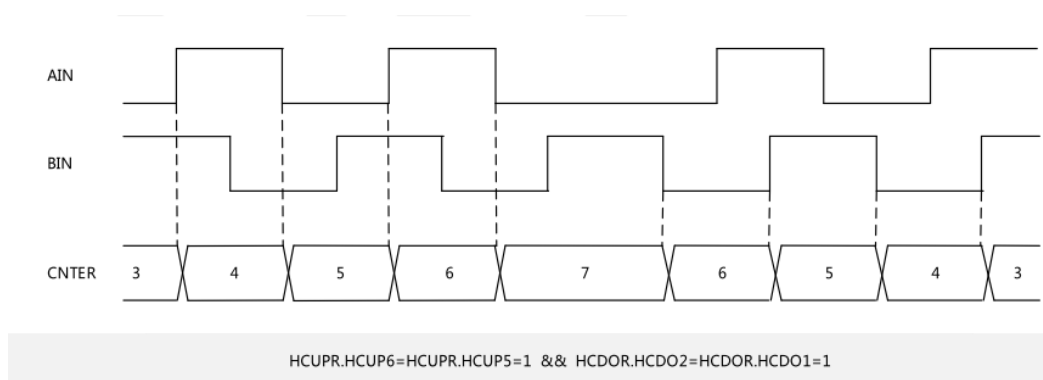 AIN
BIN
CNTER 3 4 5 6 7 6 5 4 3
HCUPR.HCUP6=HCUPR.HCUP5=1 && HCDOR.HCDO2=HCDOR.HCDO1=1